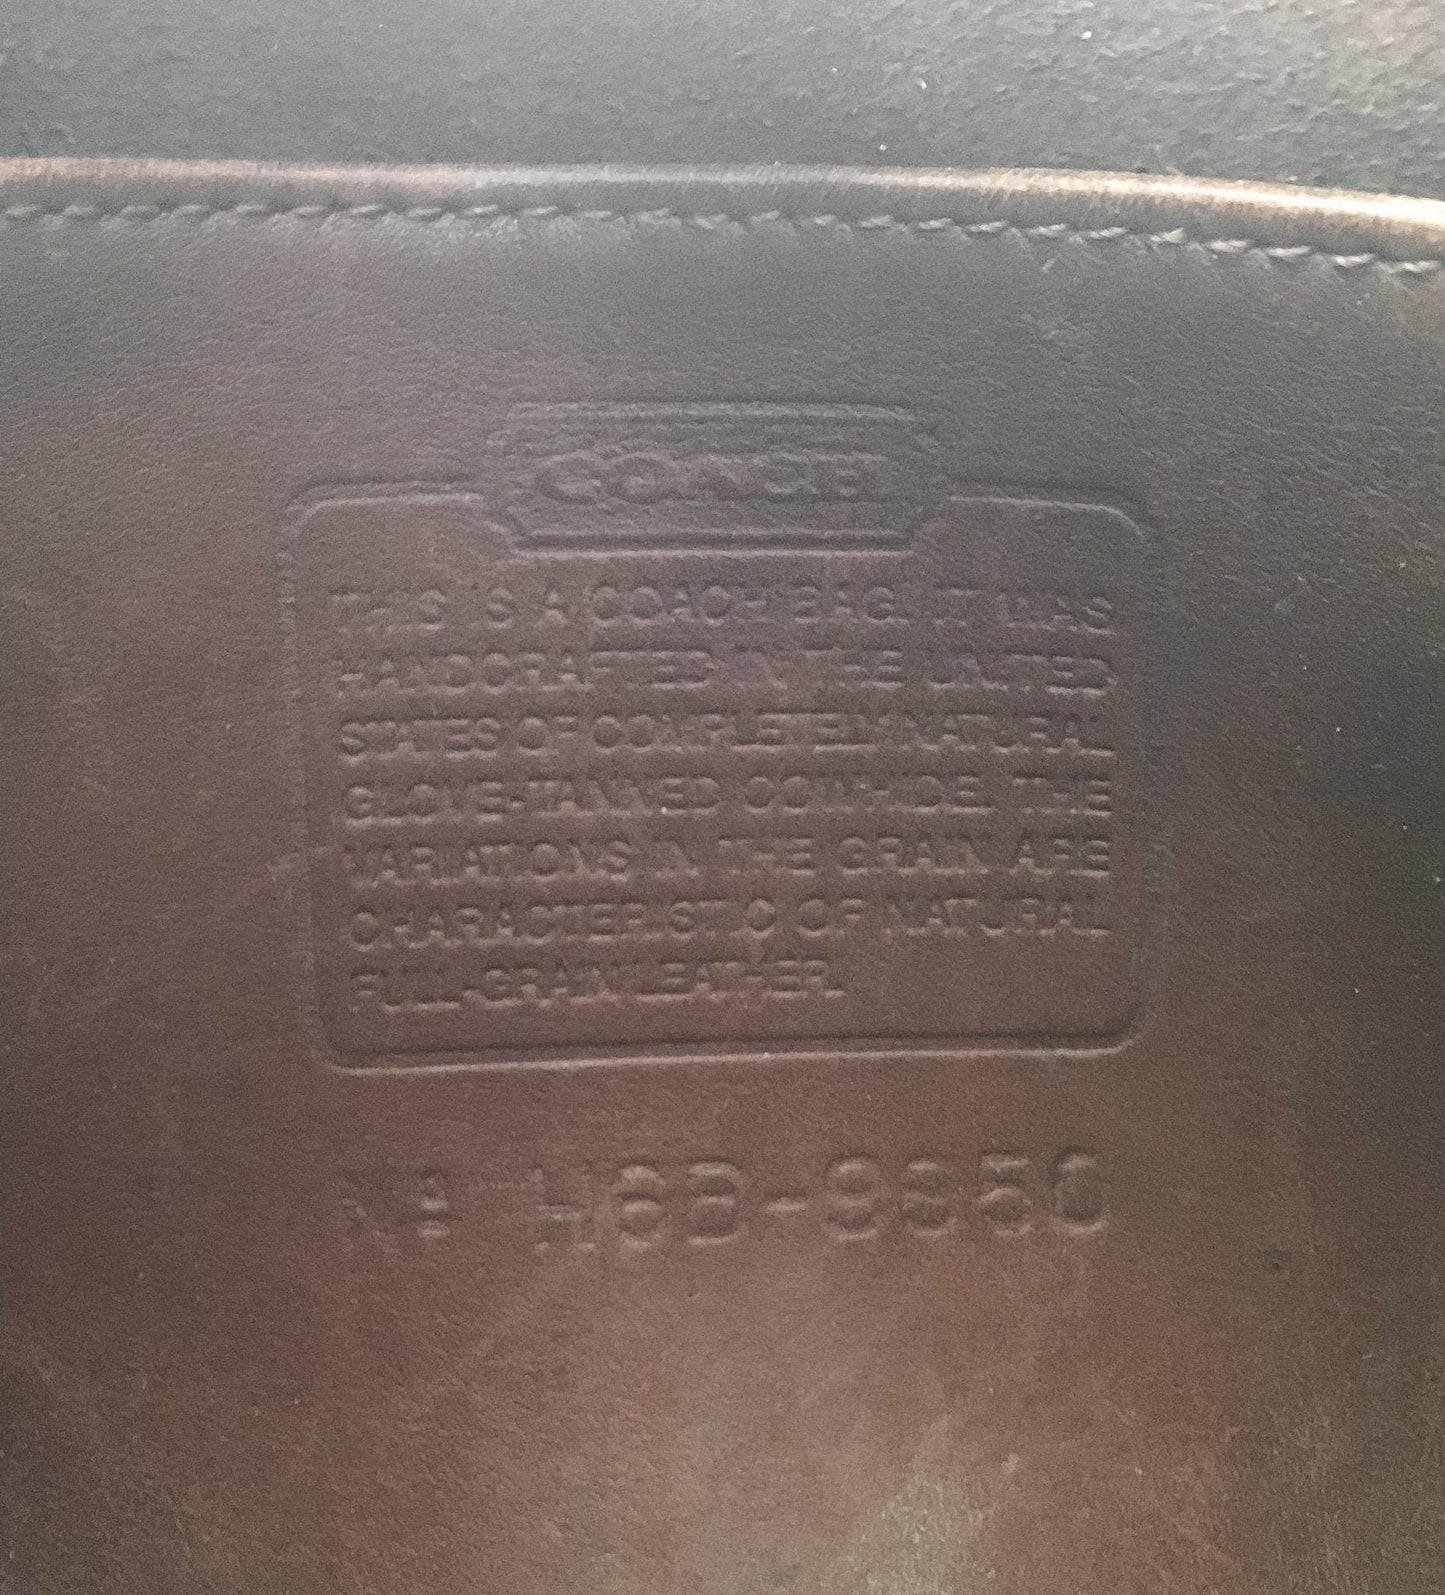 COACH
THIS IS A COACH BAG. IT WAS
HANDCRAFTED IN THE UNITED
STATES OF COMPLETELY NATURAL
GLOVE-TANNED COWHIDE. THE
VARIATIONS IN THE GRAIN ARE
CHARACTERISTIC OF NATURAL
FULL-GRAIN LEATHER.
Nº